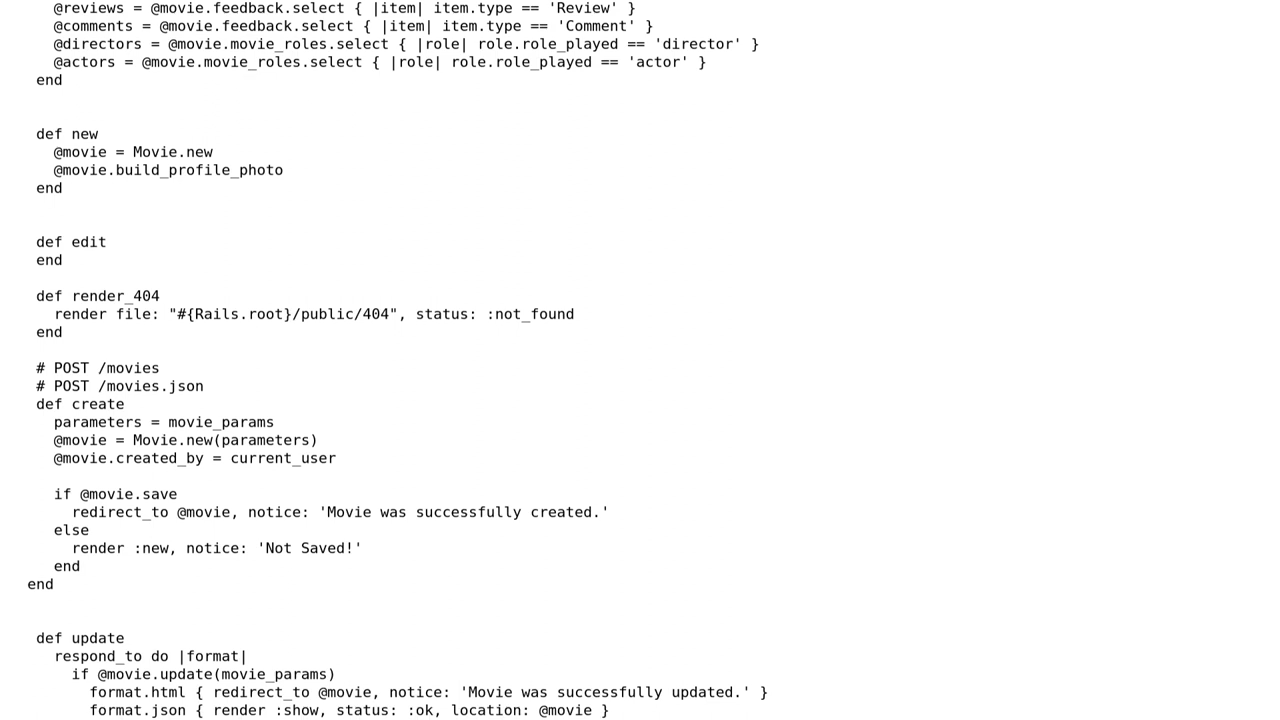 @reviews = @movie.feedback.select { |item| item.type == 'Review' }
@comments = @movie.feedback.select { |item| item.type == 'Comment' }
@directors = @movie.movie_roles.select { |role| role.role_played == 'director' }
@actors = @movie.movie_roles.select { |role| role.role_played == 'actor' }
end
def new
@movie = Movie.new
@movie.build_profile_photo
end
def edit
end
def render_404
render file: "#{Rails.root}/public/404", status: :not_found
end
# POST /movies
# POST /movies.json
def create
parameters = movie_params
@movie = Movie.new(parameters)
@movie.created_by = current_user
if @movie.save
redirect_to @movie, notice: 'Movie was successfully created.'
else
render :new, notice: 'Not Saved!'
end
end
def update
respond_to do |format|
if @movie.update(movie_params)
format.html { redirect_to @movie, notice: 'Movie was successfully updated.' }
format.json { render :show, status: :ok, location: @movie }